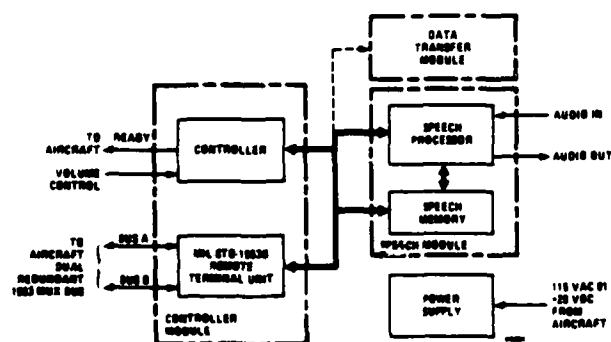 DATA
TRANSFER
MODULE
TO READY
AIRCRAFT
VOLUME
CONTROL
CONTROLLER
SPEECH
PROCESSOR
AUDIO IN
AUDIO OUT
SPEECH
MEMORY
SPEECH MODULE
TO
AIRCRAFT
DUAL
REDUNDANT
1553 MUX BUS
BUS A
BUS B
MIL STD-1553B
REMOTE
TERMINAL UNIT
CONTROLLER
MODULE
POWER
SUPPLY
115 VAC
+28 VDC
FROM
AIRCRAFT